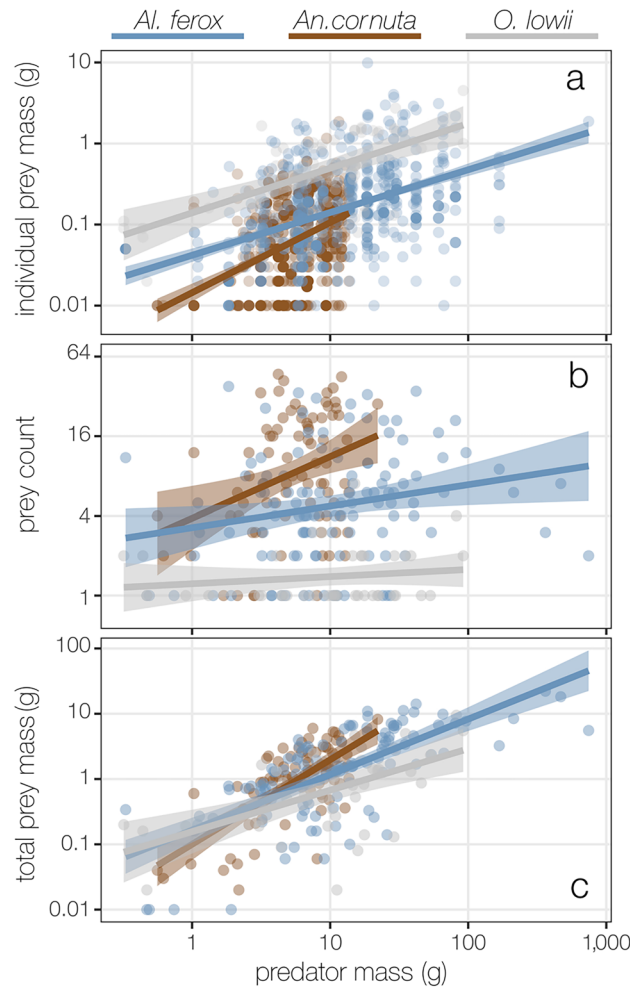 Al. ferox An.cornuta O. lowii
individual prey mass (g)
10
1
0.1
0.01
a
prey count
64
16
4
1
b
total prey mass (g)
100
10
1
0.1
0.01
c
1 10 100 1,000
predator mass (g)